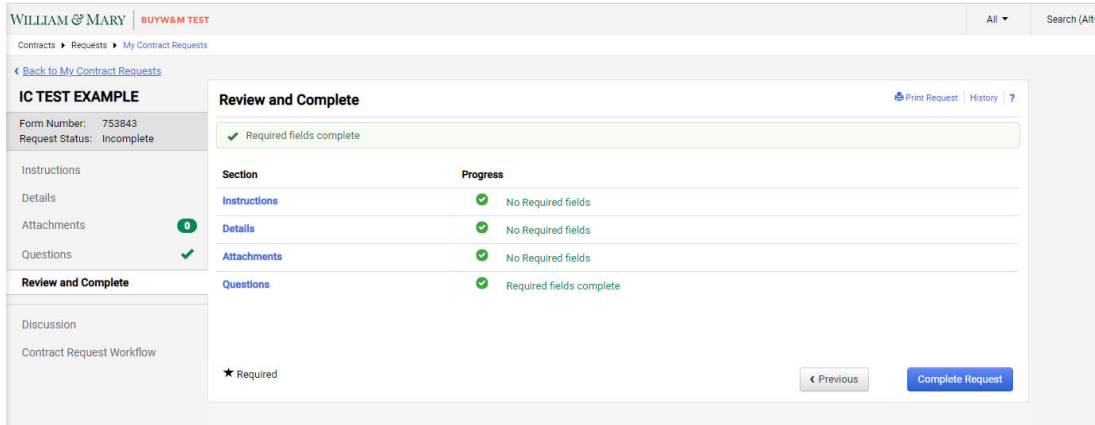 WILLIAM & MARY BUYW&M TEST
All Search (Alt
Contracts Requests My Contract Requests
Back to My Contract Requests
IC TEST EXAMPLE
Form Number: 753843
Request Status: Incomplete
Instructions
Details
Attachments 0
Questions
Review and Complete
Discussion
Contract Request Workflow
Review and Complete
Print Request History ?
Required fields complete
Section Progress
Instructions No Required fields
Details No Required fields
Attachments No Required fields
Questions Required fields complete
★ Required
Previous Complete Request